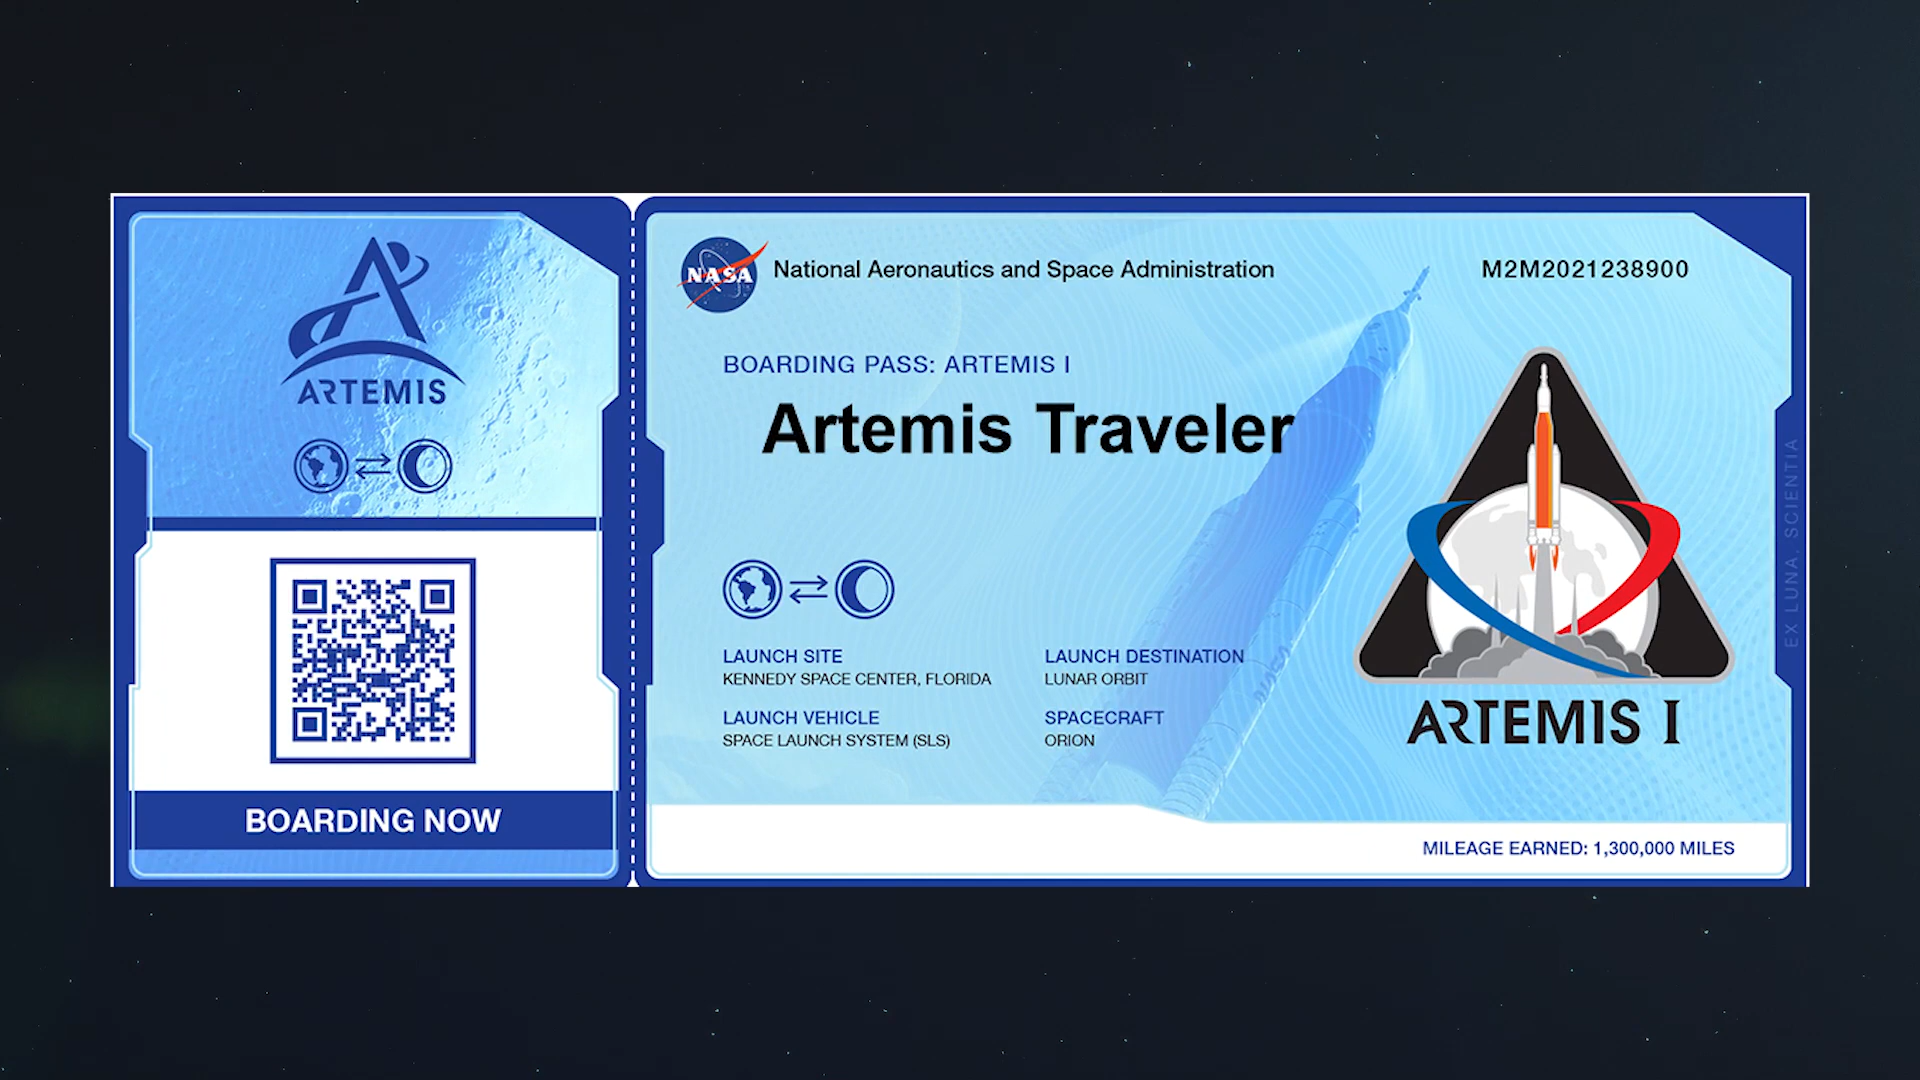 ARTEMIS
BOARDING NOW
NASA
National Aeronautics and Space Administration
M2M2021238900
BOARDING PASS: ARTEMIS I
Artemis Traveler
LAUNCH SITE
KENNEDY SPACE CENTER, FLORIDA
LAUNCH DESTINATION
LUNAR ORBIT
LAUNCH VEHICLE
SPACE LAUNCH SYSTEM (SLS)
SPACECRAFT
ORION
ARTEMIS I
EX LUNA, SCIENTIA
MILEAGE EARNED: 1,300,000 MILES